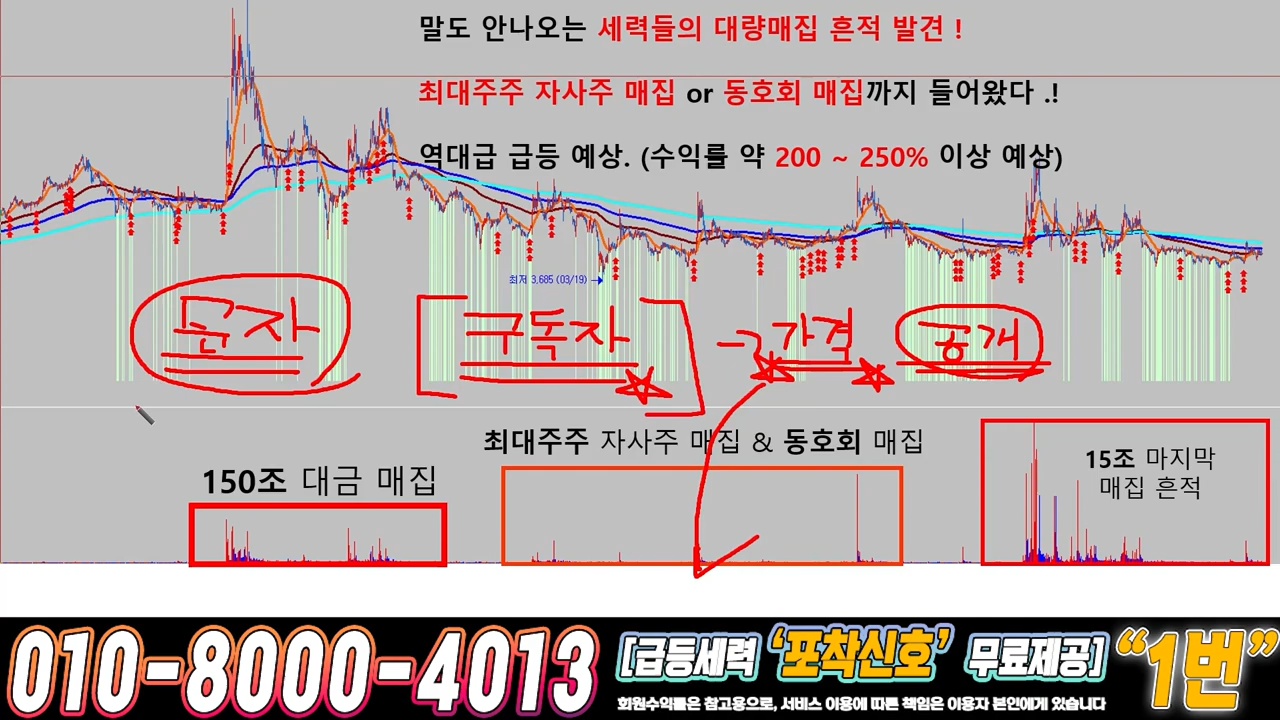 말도 안나오는 세력들의 대량매집 흔적 발견 !
최대주주 자사주 매집 or 동호회 매집까지 들어왔다 .!
역대급 급등 예상. (수익률 약 200 ~ 250% 이상 예상)
최저 3,685 (03/19)
문자 구독자 가격 공개
최대주주 자사주 매집 & 동호회 매집
150조 대금 매집
15조 마지막
매집 흔적
010-8000-4013
[급등세력 '포착신호' 무료제공] "1번"
회원수익률은 참고용으로, 서비스 이용에 따른 책임은 이용자 본인에게 있습니다